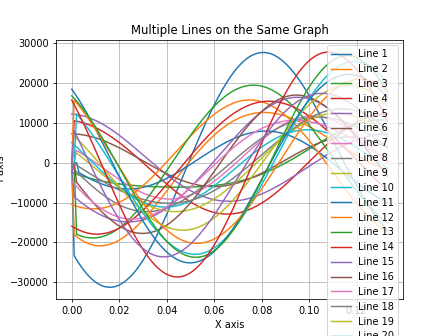 Multiple Lines on the Same Graph
30000
20000
10000
0
−10000
−20000
−30000
0.00
0.02
0.04
0.06
0.08
0.10
X axis
Line 1
Line 2
Line 3
Line 4
Line 5
Line 6
Line 7
Line 8
Line 9
Line 10
Line 11
Line 12
Line 13
Line 14
Line 15
Line 16
Line 17
Line 18
Line 19